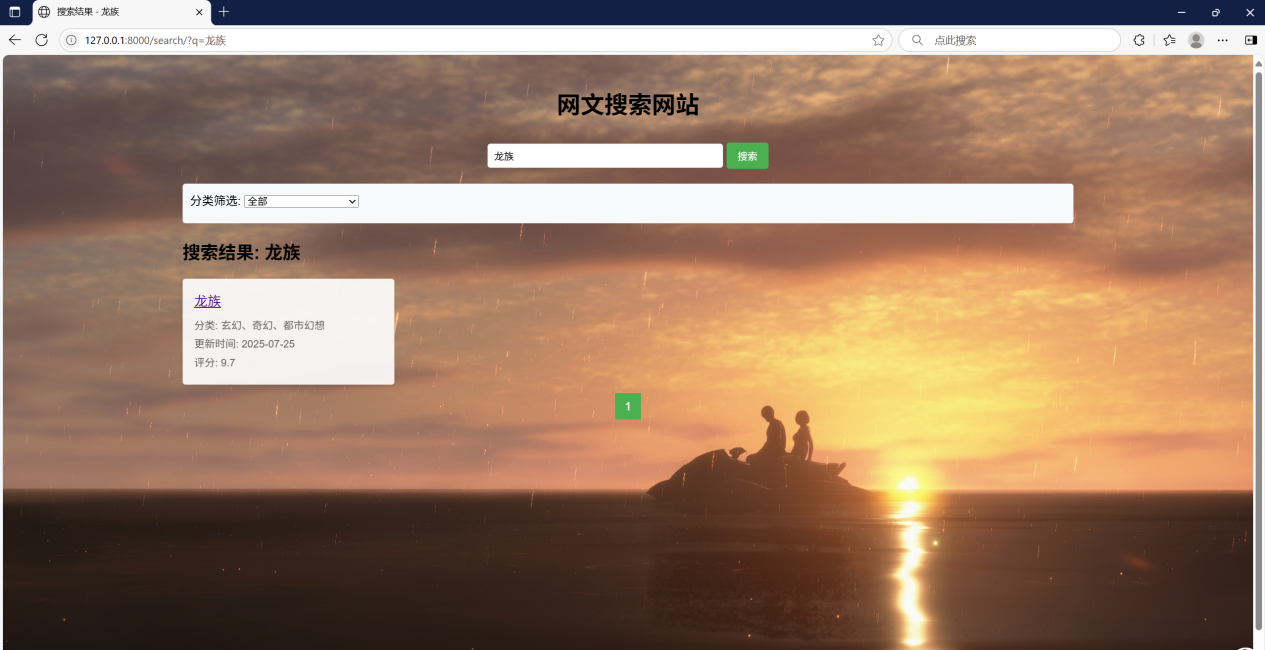 搜索结果 - 龙族
127.0.0.1:8000/search/?q=龙族
点此搜索
网文搜索网站
龙族
搜索
分类筛选: 全部
搜索结果: 龙族
龙族
分类: 玄幻、奇幻、都市幻想
更新时间: 2025-07-25
评分: 9.7
1